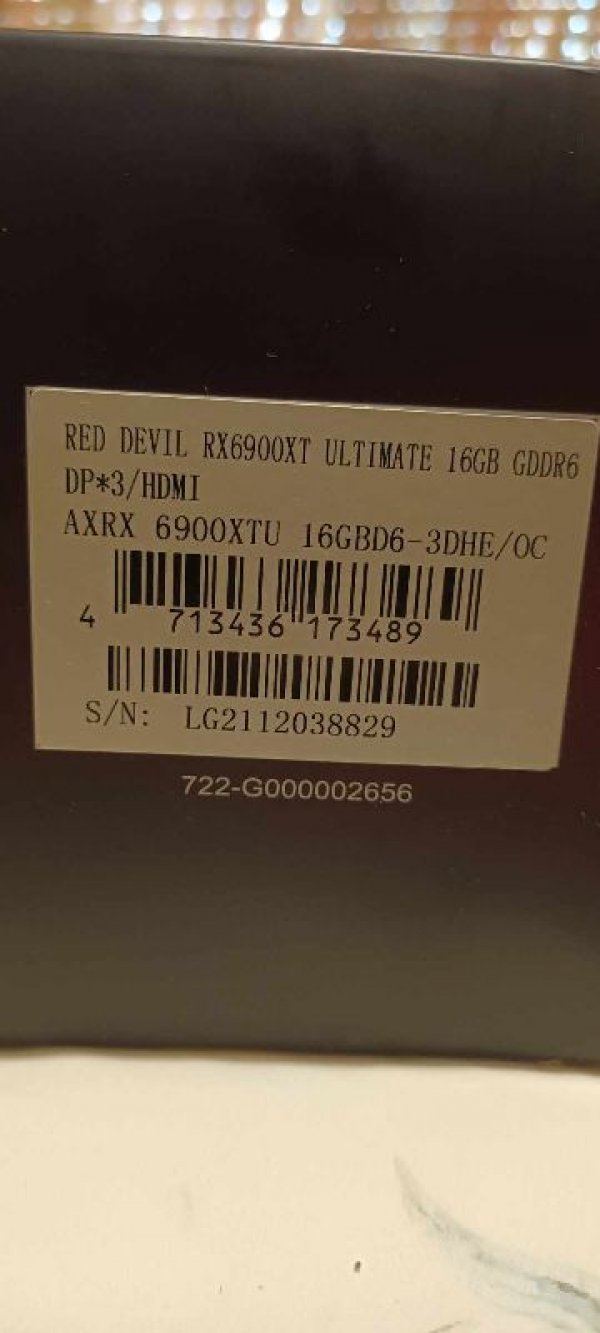 RED DEVIL RX6900XT ULTIMATE 16GB GDDR6
DP*3/HDMI
AXRX 6900XTU 16GBD6-3DHE/OC
4 713436 173489
S/N: LG2112038829
722-G000002656